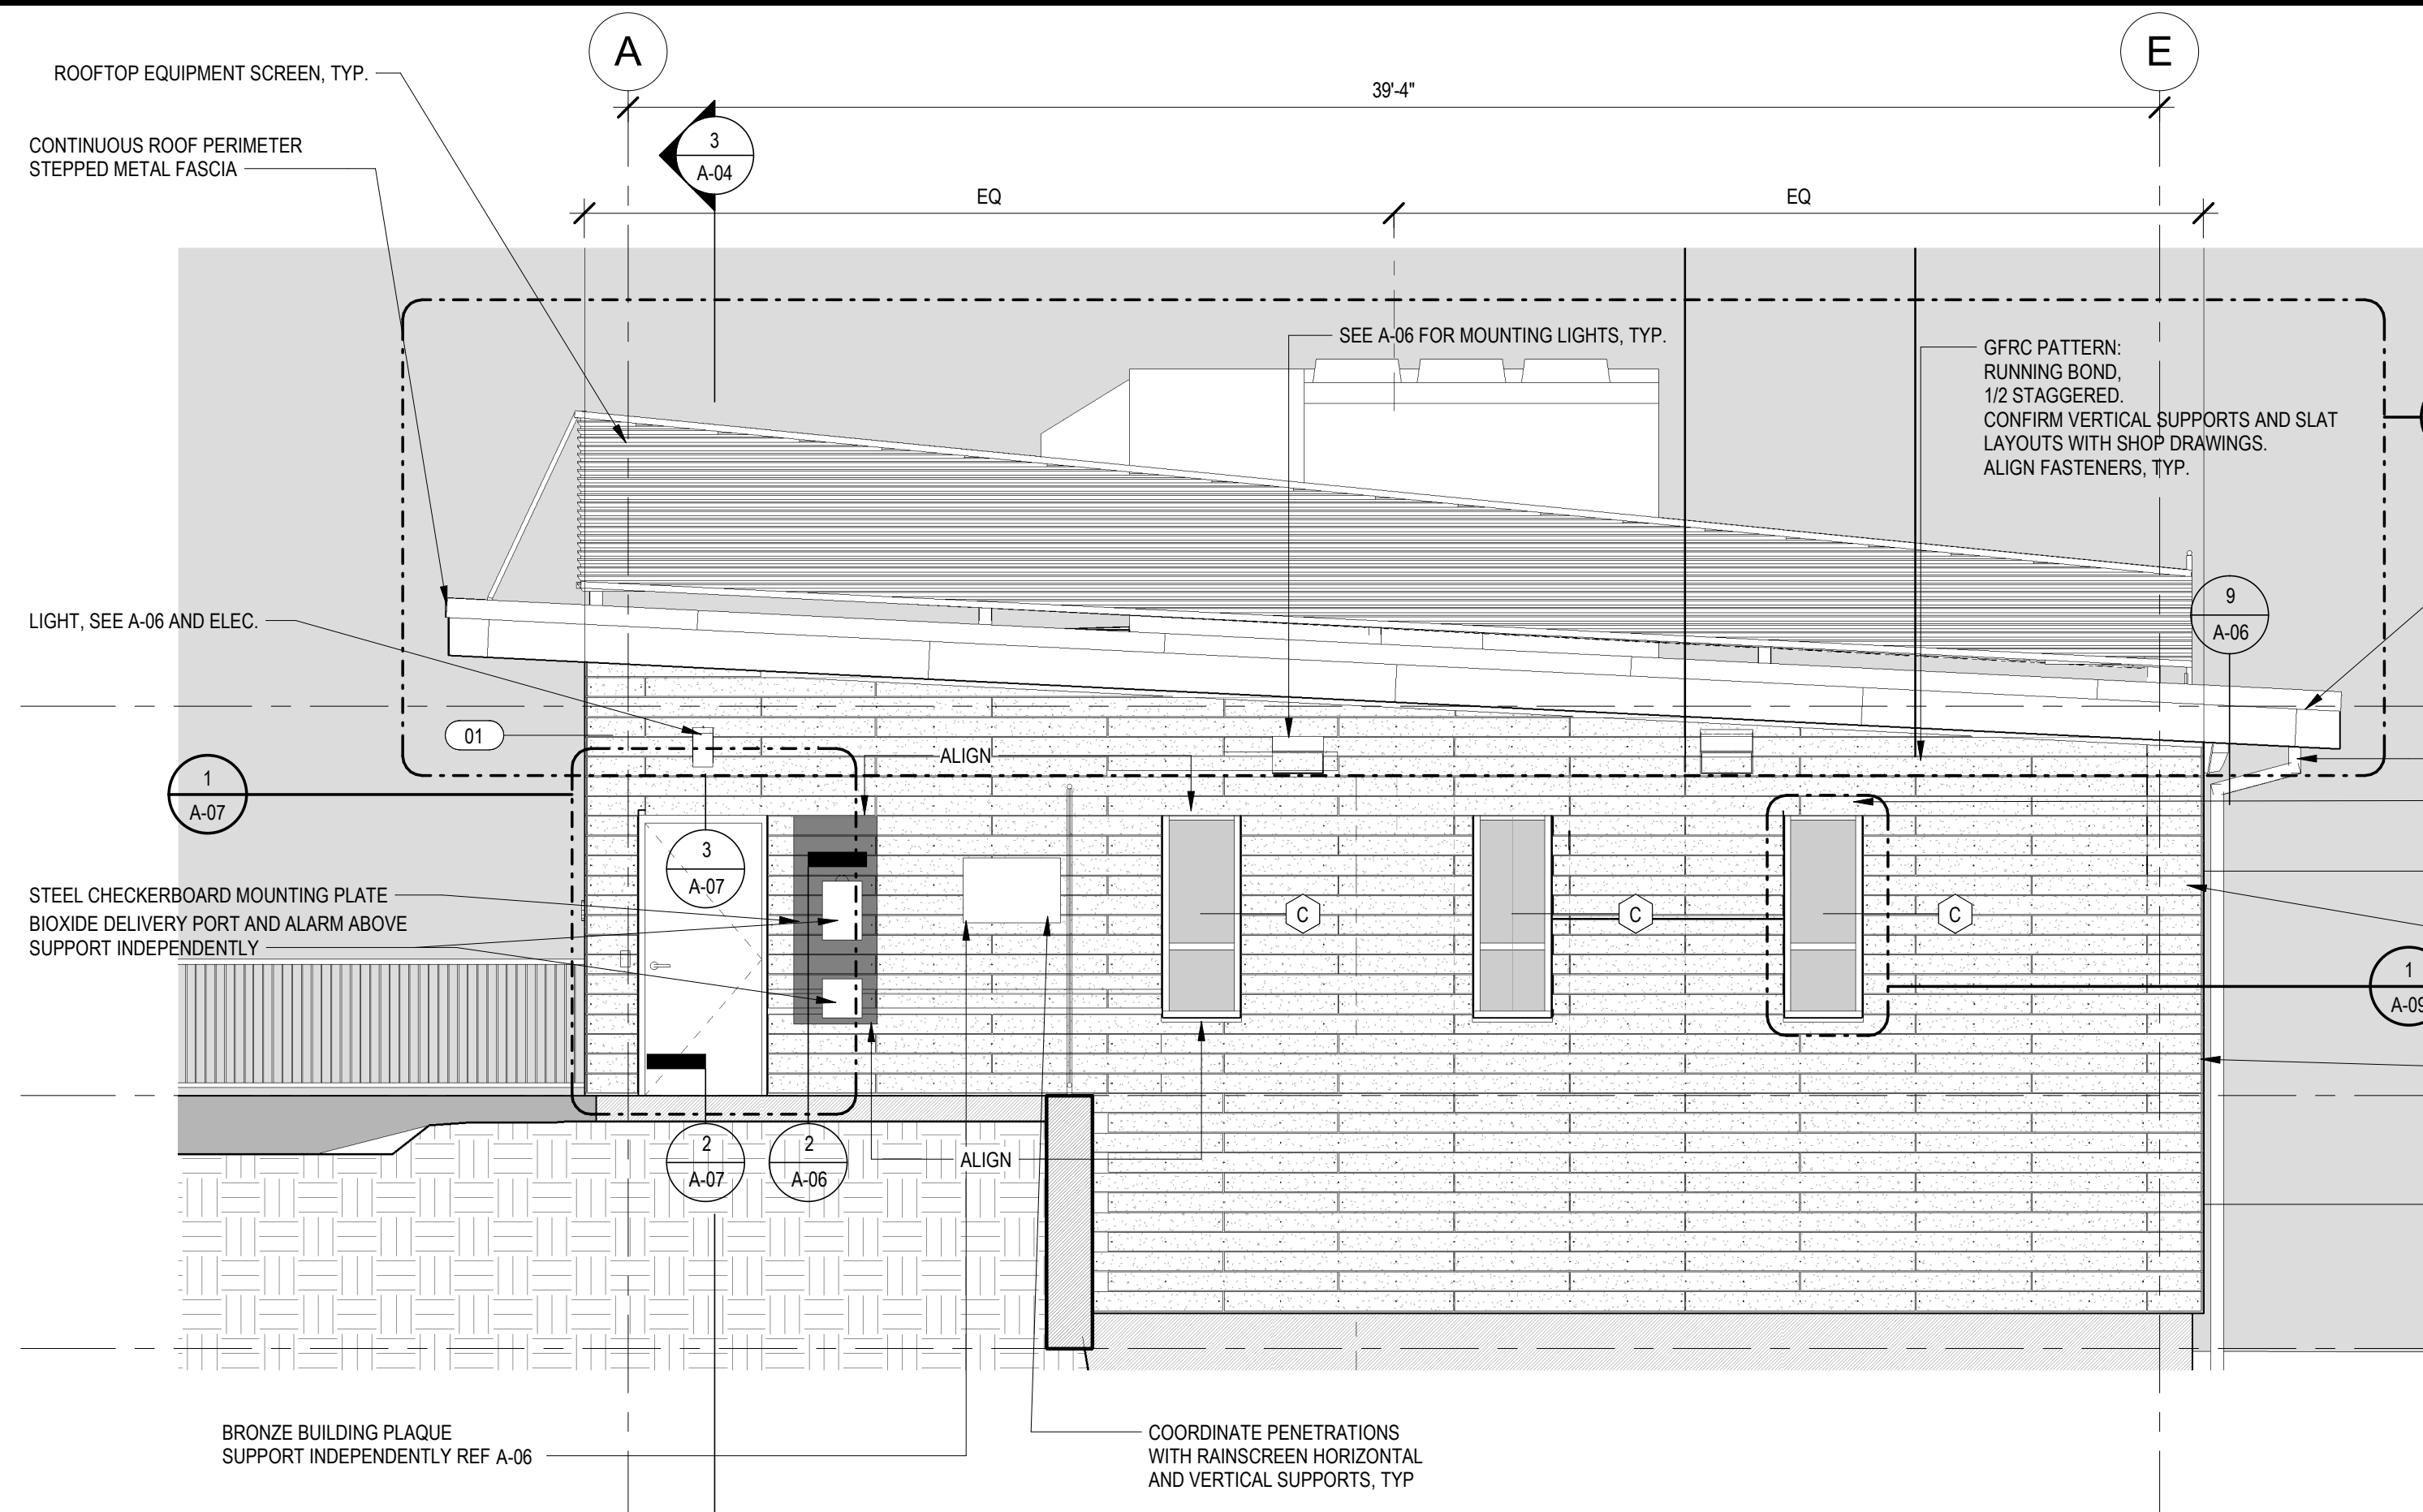 A
E
ROOFTOP EQUIPMENT SCREEN, TYP.
39'-4"
CONTINUOUS ROOF PERIMETER
STEPPED METAL FASCIA
3
A-04
EQ
EQ
SEE A-06 FOR MOUNTING LIGHTS, TYP.
GFRC PATTERN:
RUNNING BOND,
1/2 STAGGERED.
CONFIRM VERTICAL SUPPORTS AND SLAT
LAYOUTS WITH SHOP DRAWINGS.
ALIGN FASTENERS, TYP.
LIGHT, SEE A-06 AND ELEC.
9
A-06
01
ALIGN
1
A-07
3
A-07
STEEL CHECKERBOARD MOUNTING PLATE
BIOXIDE DELIVERY PORT AND ALARM ABOVE
SUPPORT INDEPENDENTLY
C
C
C
1
A-09
2
A-07
2
A-06
ALIGN
BRONZE BUILDING PLAQUE
SUPPORT INDEPENDENTLY REF A-06
COORDINATE PENETRATIONS
WITH RAINSCREEN HORIZONTAL
AND VERTICAL SUPPORTS, TYP